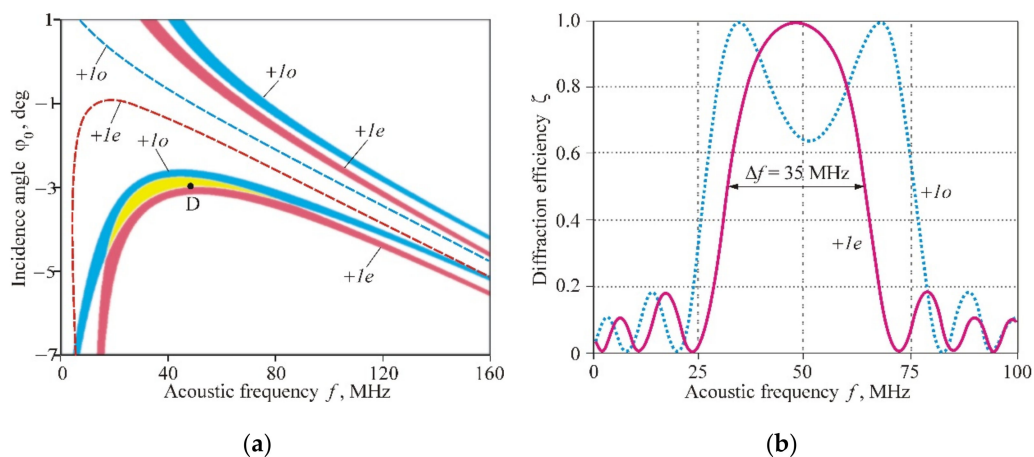 1
−1
−3
−5
−7
Incidence angle φ₀, deg
+1o
+1e
+1o
+1o
+1e
D
+1e
0
40
80
120
160
Acoustic frequency f, MHz
(a)
1.0
0.8
0.6
0.4
0.2
0
Diffraction efficiency ζ
Δf = 35 MHz
+1o
+1e
0
25
50
75
100
Acoustic frequency f, MHz
(b)